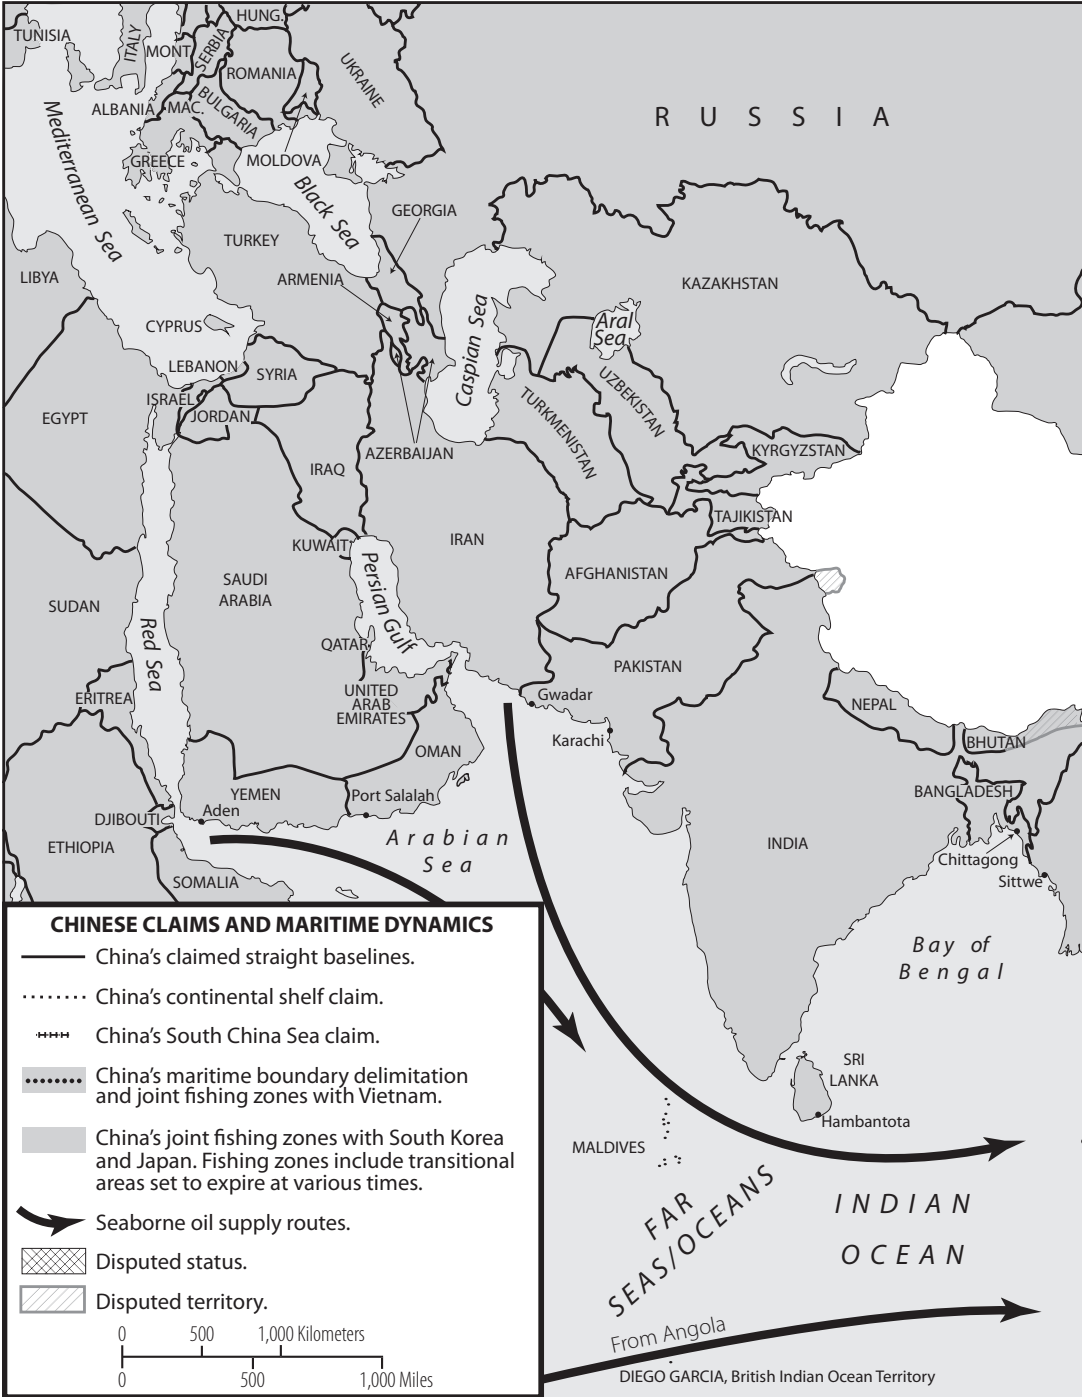 HUNG.
TUNISIA
ITALY
MONT.
SERBIA
ROMANIA
UKRAINE
RUSSIA
ALBANIA
MAC.
BULGARIA
Mediterranean Sea
GREECE
MOLDOVA
Black Sea
GEORGIA
TURKEY
LIBYA
ARMENIA
KAZAKHSTAN
CYPRUS
Caspian Sea
Aral
Sea
LEBANON
SYRIA
UZBEKISTAN
ISRAEL
JORDAN
TURKMENISTAN
EGYPT
IRAQ
AZERBAIJAN
KYRGYZSTAN
TAJIKISTAN
KUWAIT
IRAN
Persian Gulf
AFGHANISTAN
SAUDI
ARABIA
SUDAN
Red Sea
QATAR
PAKISTAN
ERITREA
UNITED
ARAB
EMIRATES
Gwadar
NEPAL
Karachi
BHUTAN
OMAN
YEMEN
Port Salalah
BANGLADESH
DJIBOUTI
Aden
Arabian
Sea
ETHIOPIA
INDIA
Chittagong
SOMALIA
Sittwe
Bay of
Bengal
SRI
LANKA
Hambantota
MALDIVES
FAR
SEAS/OCEANS
INDIAN
OCEAN
From Angola
DIEGO GARCIA, British Indian Ocean Territory
CHINESE CLAIMS AND MARITIME DYNAMICS
China's claimed straight baselines.
China's continental shelf claim.
China's South China Sea claim.
China's maritime boundary delimitation
and joint fishing zones with Vietnam.
China's joint fishing zones with South Korea
and Japan. Fishing zones include transitional
areas set to expire at various times.
Seaborne oil supply routes.
Disputed status.
Disputed territory.
0 500 1,000 Kilometers
0 500 1,000 Miles